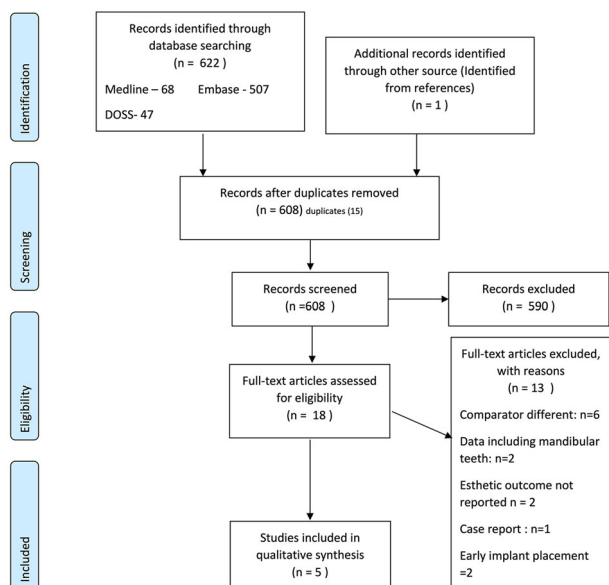 Identification
Records identified through
database searching
(n = 622 )
Medline – 68 Embase - 507
DOSS- 47
Additional records identified
through other source (Identified
from references)
(n = 1 )
Screening
Records after duplicates removed
(n = 608) duplicates (15)
Records screened
(n =608 )
Records excluded
(n = 590 )
Eligibility
Full-text articles assessed
for eligibility
(n = 18 )
Full-text articles excluded,
with reasons
(n = 13 )
Comparator different: n=6
Data including mandibular
teeth: n=2
Esthetic outcome not
reported n = 2
Case report : n=1
Early implant placement
=2
Included
Studies included in
qualitative synthesis
(n = 5 )